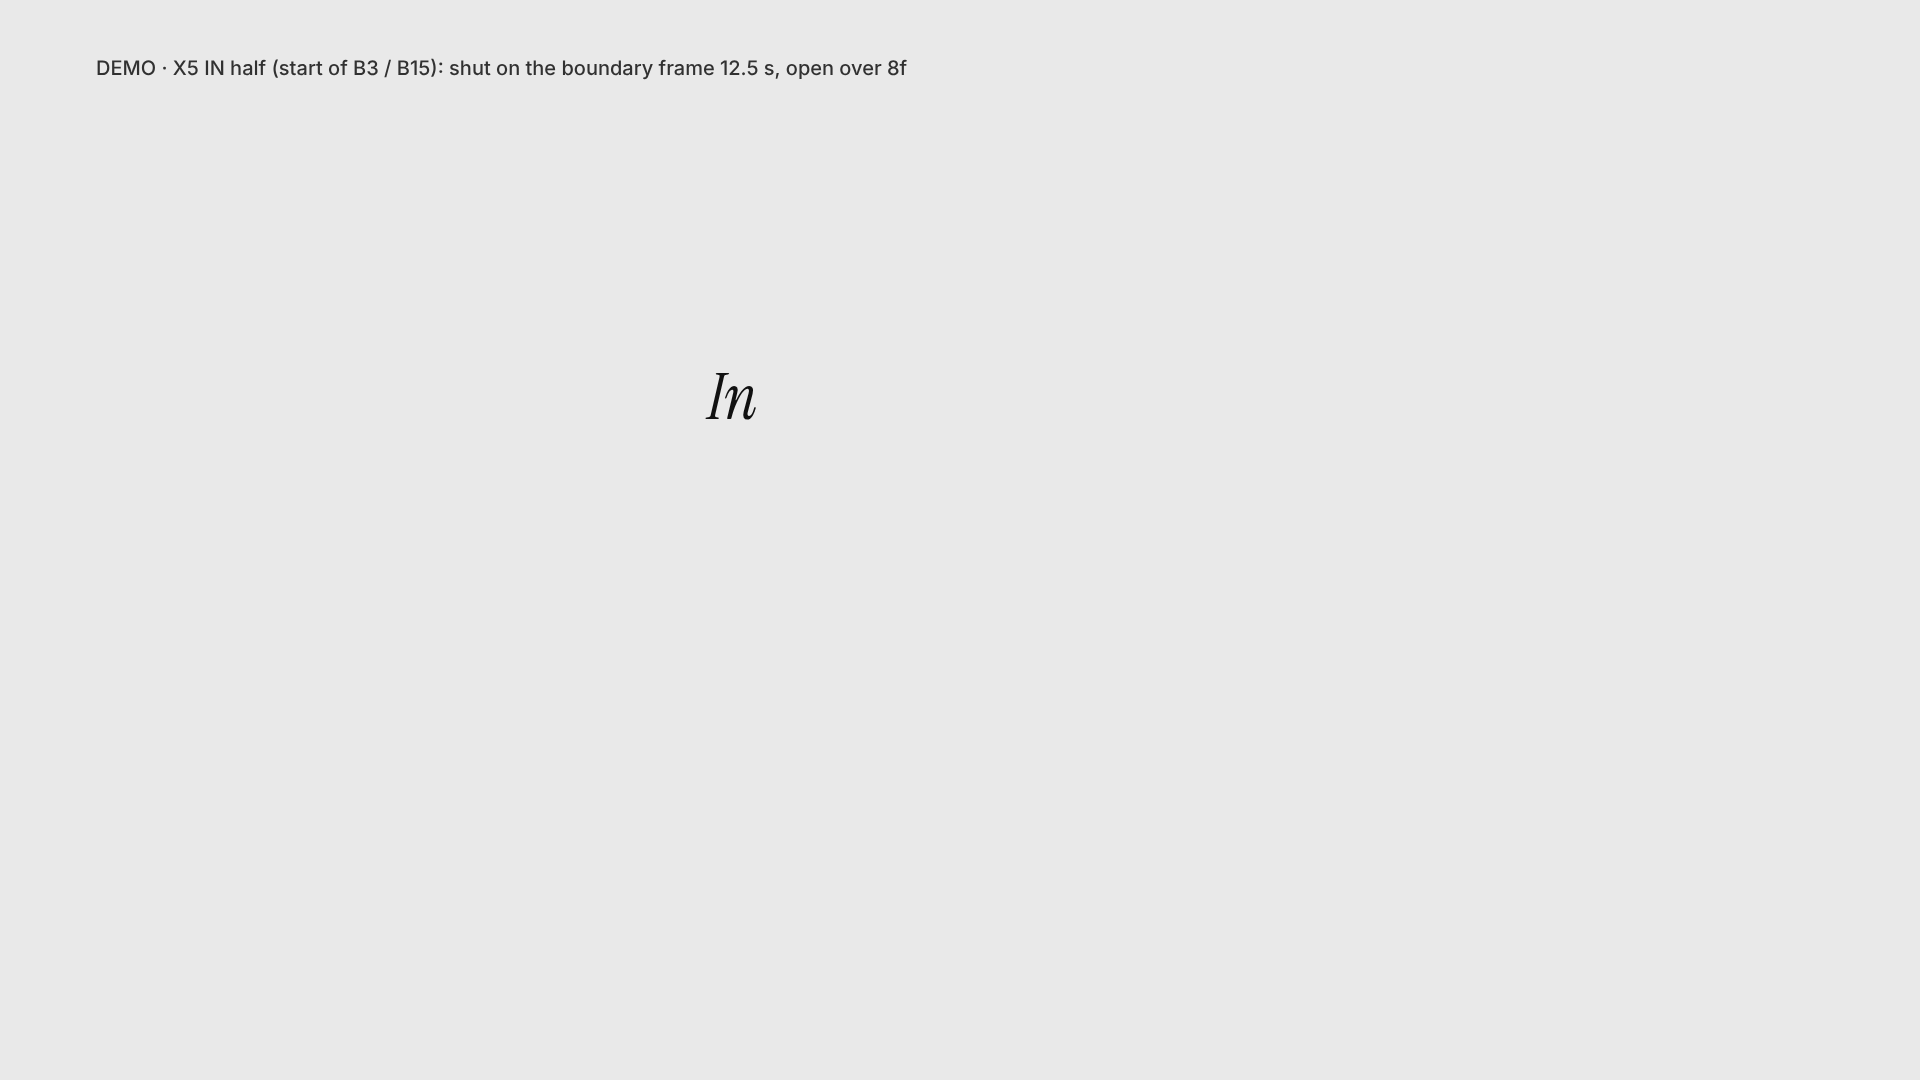 DEMO · X5 IN half (start of B3 / B15): shut on the boundary frame 12.5 s, open over 8f
In